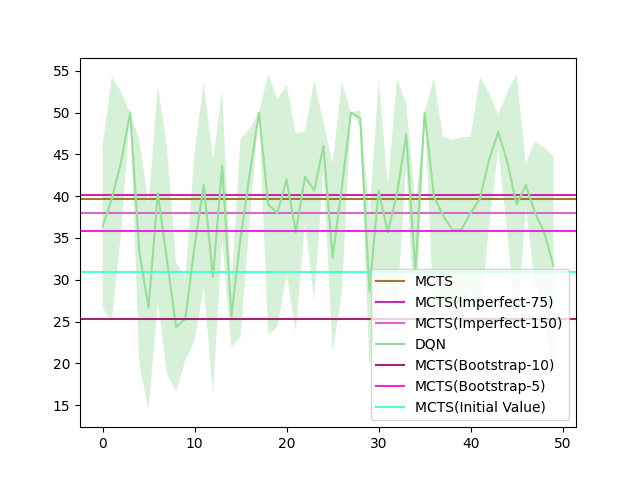 55
50
45
40
35
30
25
20
15
0
10
20
30
40
50
MCTS
MCTS(Imperfect-75)
MCTS(Imperfect-150)
DQN
MCTS(Bootstrap-10)
MCTS(Bootstrap-5)
MCTS(Initial Value)